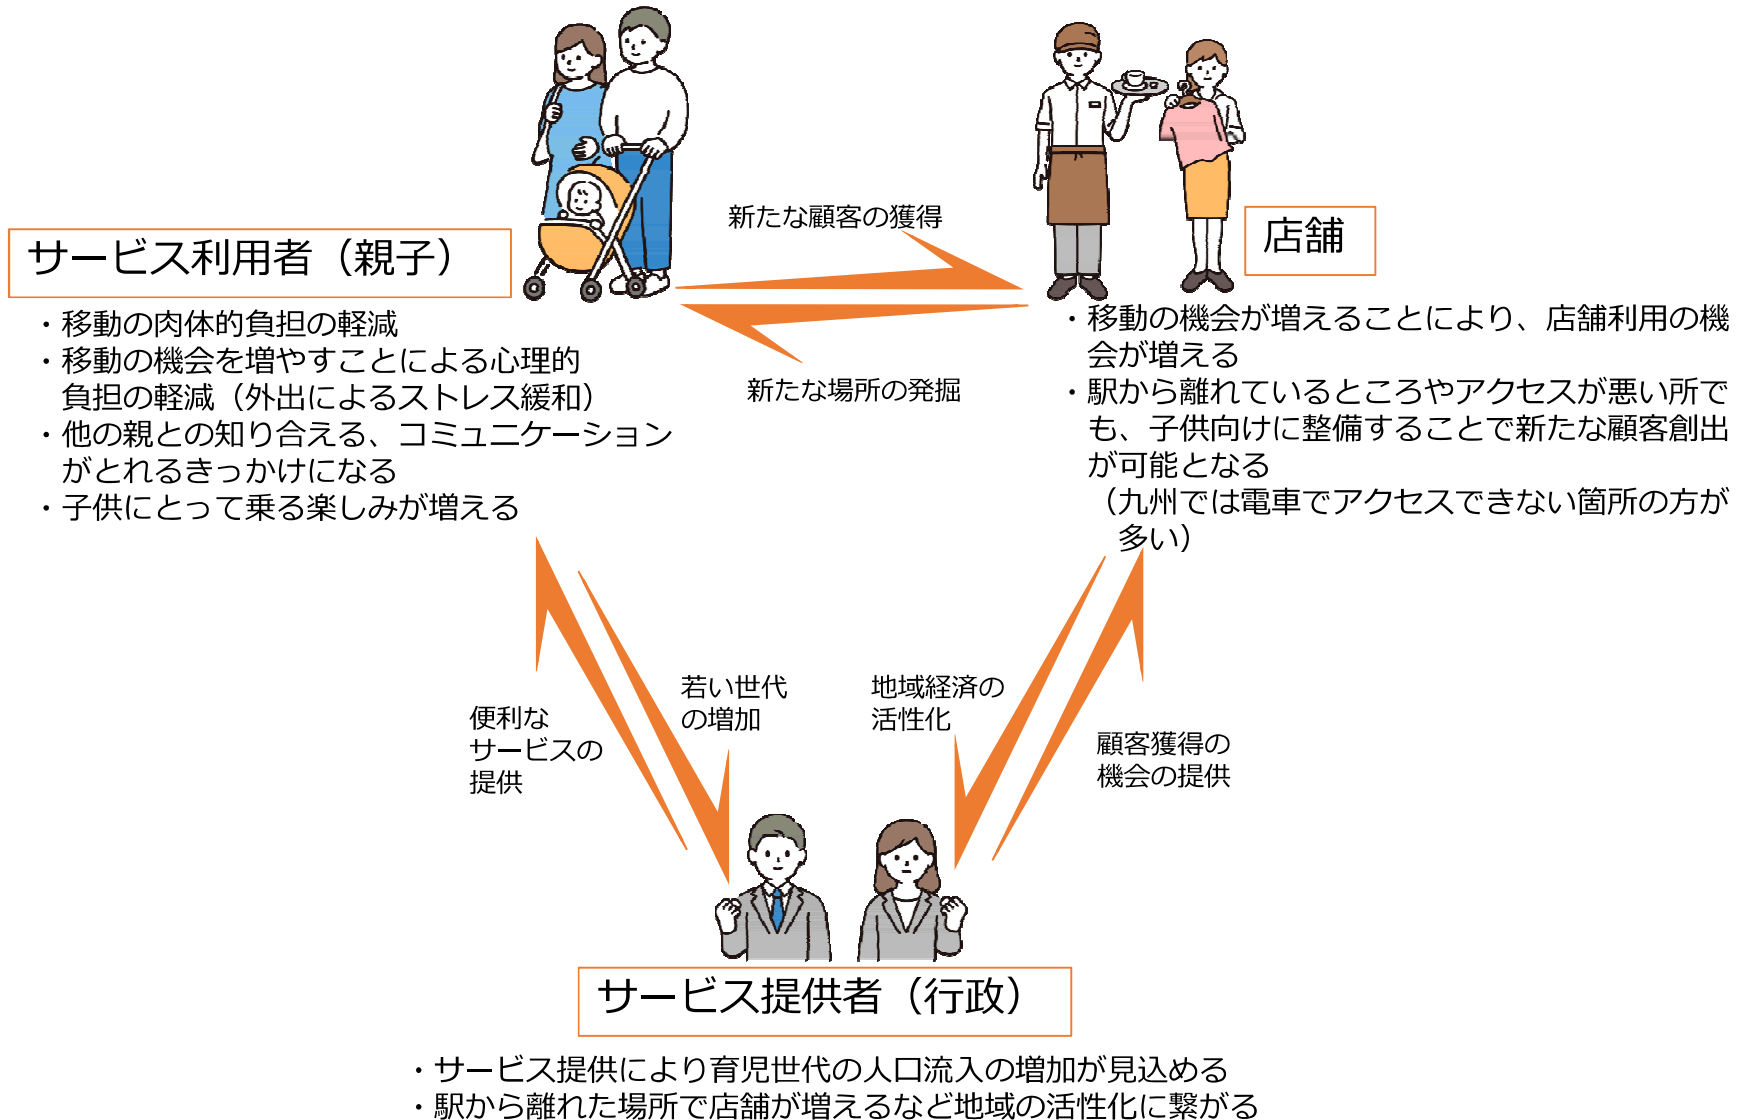 新たな顧客の獲得
サービス利用者（親子）
店舗
・移動の肉体的負担の軽減
・移動の機会を増やすことによる心理的
負担の軽減（外出によるストレス緩和）
・他の親との知り合える、コミュニケーション
がとれるきっかけになる
・子供にとって乗る楽しみが増える
新たな場所の発掘
・移動の機会が増えることにより、店舗利用の機
会が増える
・駅から離れているところやアクセスが悪い所で
も、子供向けに整備することで新たな顧客創出
が可能となる
（九州では電車でアクセスできない箇所の方が
多い）
便利な
サービスの
提供
若い世代
の増加
地域経済の
活性化
顧客獲得の
機会の提供
サービス提供者（行政）
・サービス提供により育児世代の人口流入の増加が見込める
・駅から離れた場所で店舗が増えるなど地域の活性化に繋がる